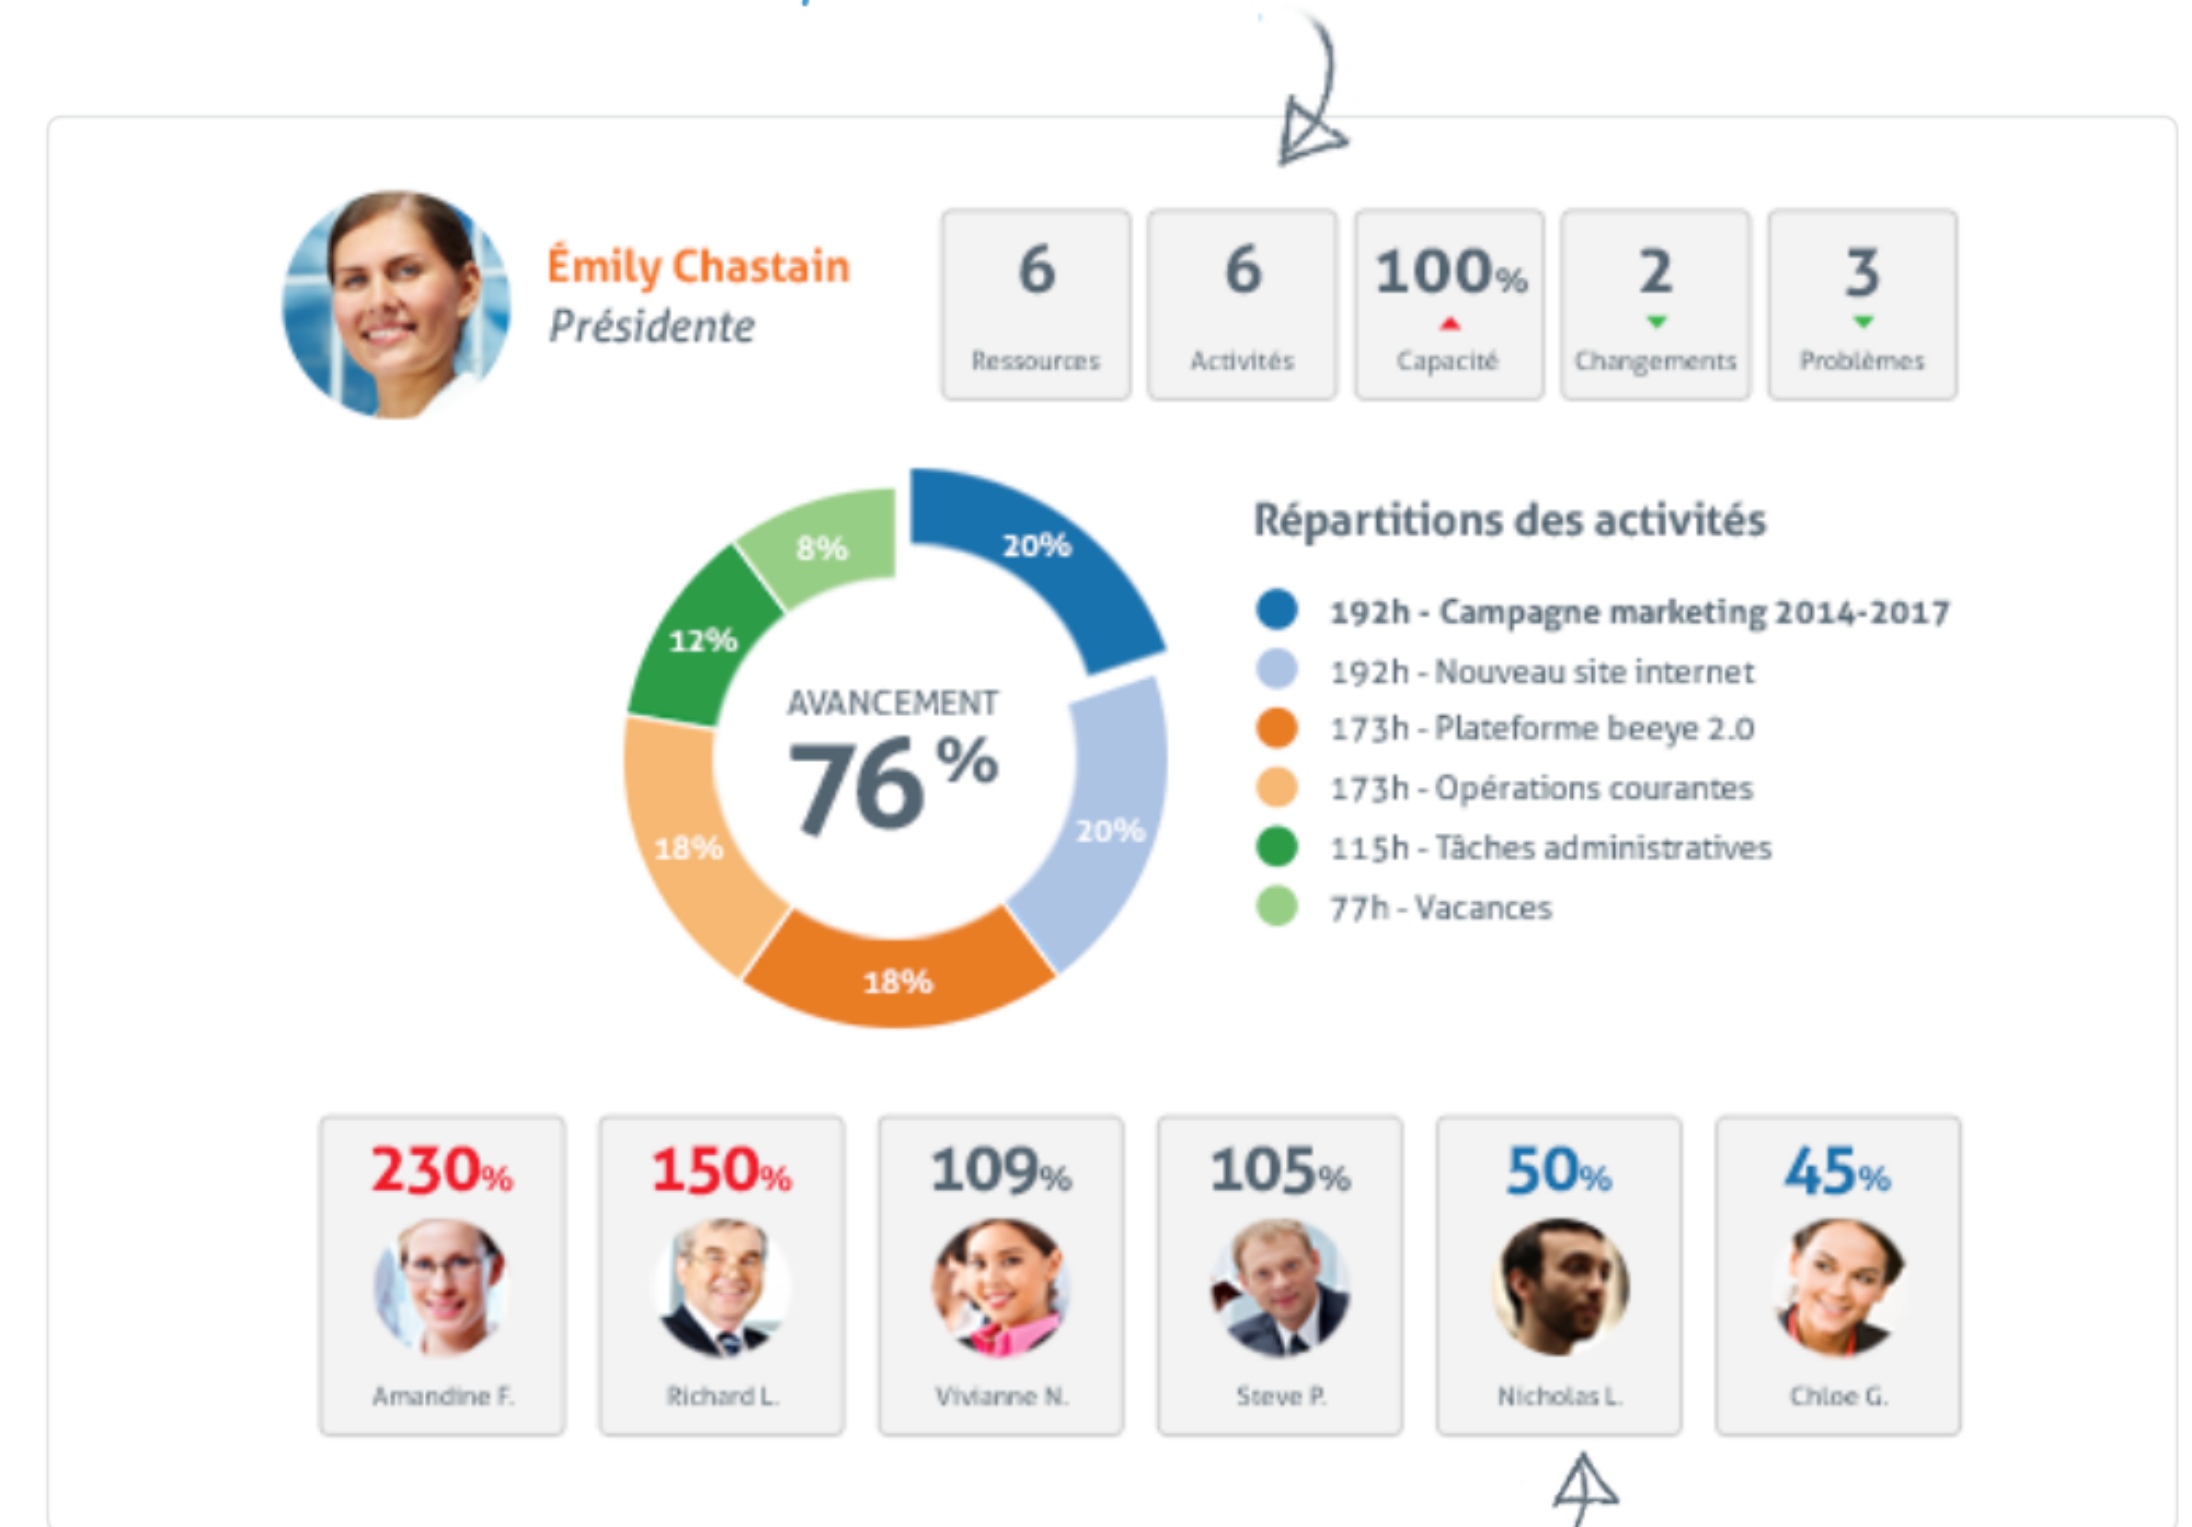 Émily Chastain
Présidente
6
Ressources
6
Activités
100%
Capacité
2
Changements
3
Problèmes
20%
20%
18%
18%
12%
8%
AVANCEMENT
76%
Répartitions des activités
192h - Campagne marketing 2014-2017
192h - Nouveau site internet
173h - Plateforme beeye 2.0
173h - Opérations courantes
115h - Tâches administratives
77h - Vacances
230%
Amandine F.
150%
Richard L.
109%
Vivianne N.
105%
Steve P.
50%
Nicholas L.
45%
Chloe G.